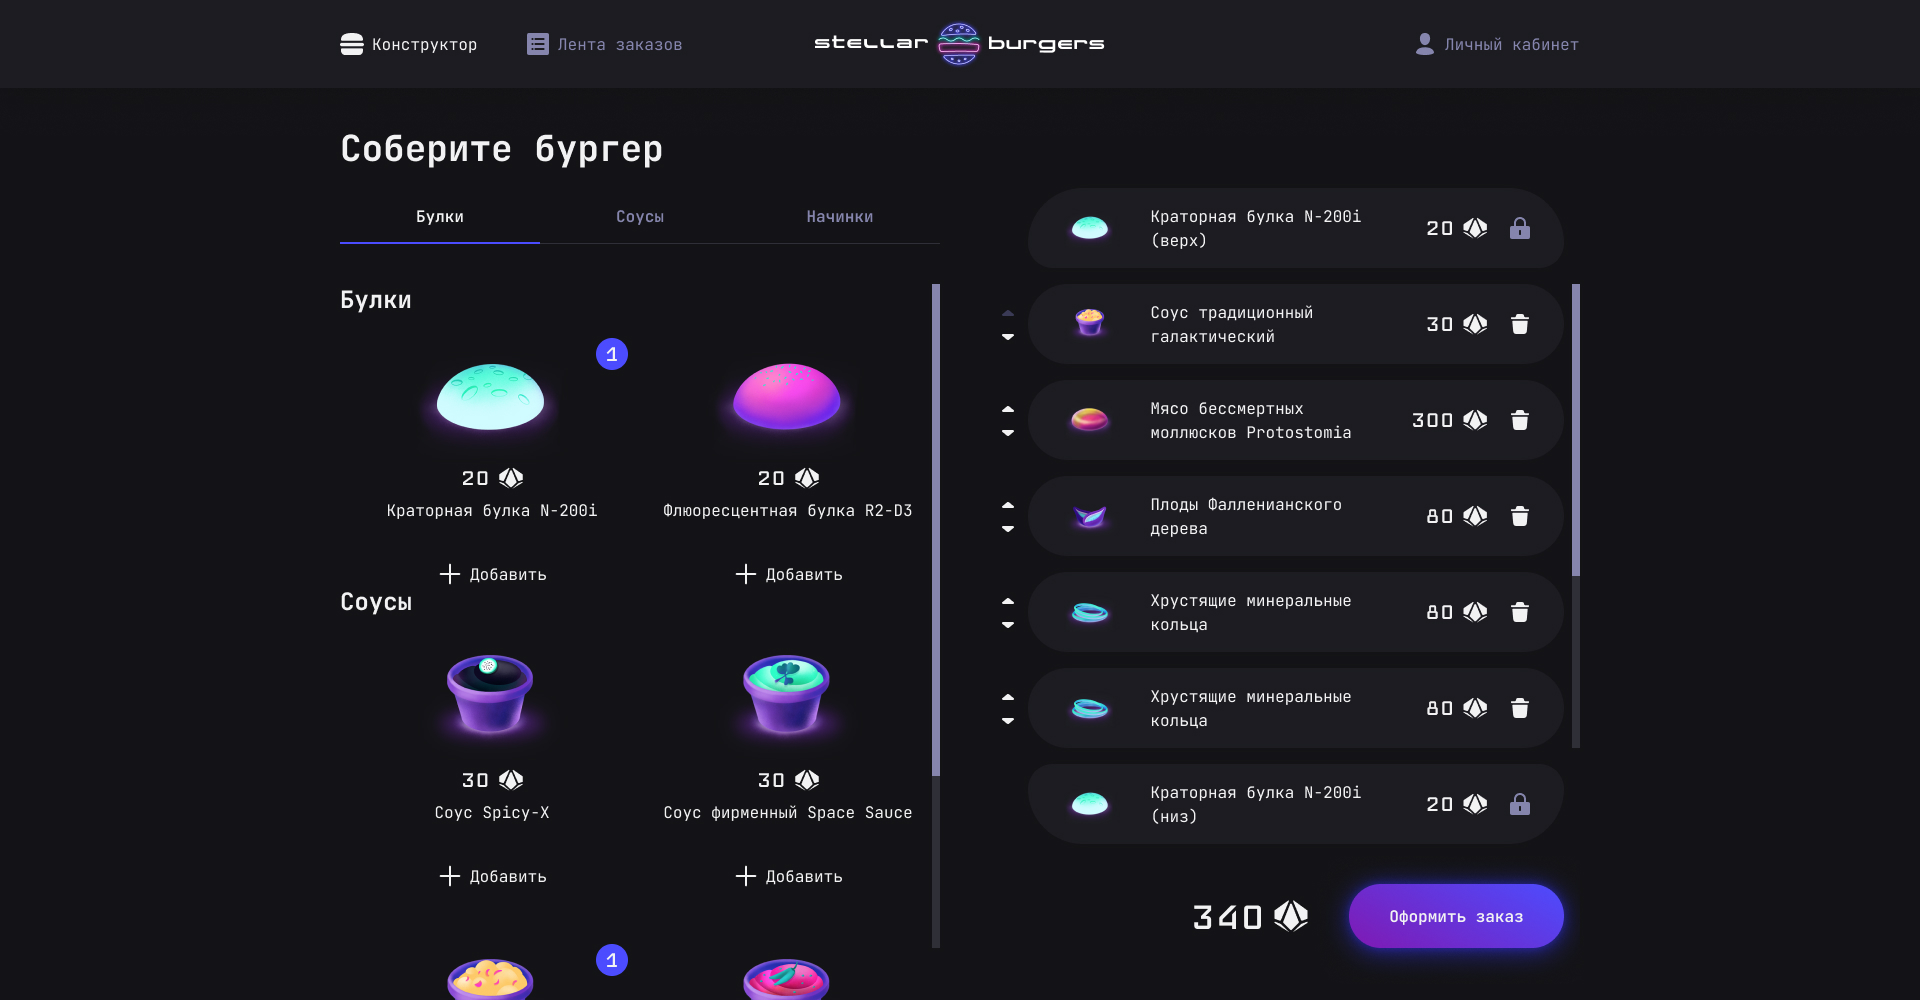 Конструктор
Лента заказов
stellar burgers
Личный кабинет
Соберите бургер
Булки
Соусы
Начинки
Булки
1
20
20
Краторная булка N-200i
Флюоресцентная булка R2-D3
Добавить
Добавить
Соусы
30
30
Соус Spicy-X
Соус фирменный Space Sauce
Добавить
Добавить
1
Краторная булка N-200i
(верх)
20
Соус традиционный
галактический
30
Мясо бессмертных
моллюсков Protostomia
300
Плоды Фалленианского
дерева
80
Хрустящие минеральные
кольца
80
Хрустящие минеральные
кольца
80
Краторная булка N-200i
(низ)
20
340
Оформить заказ